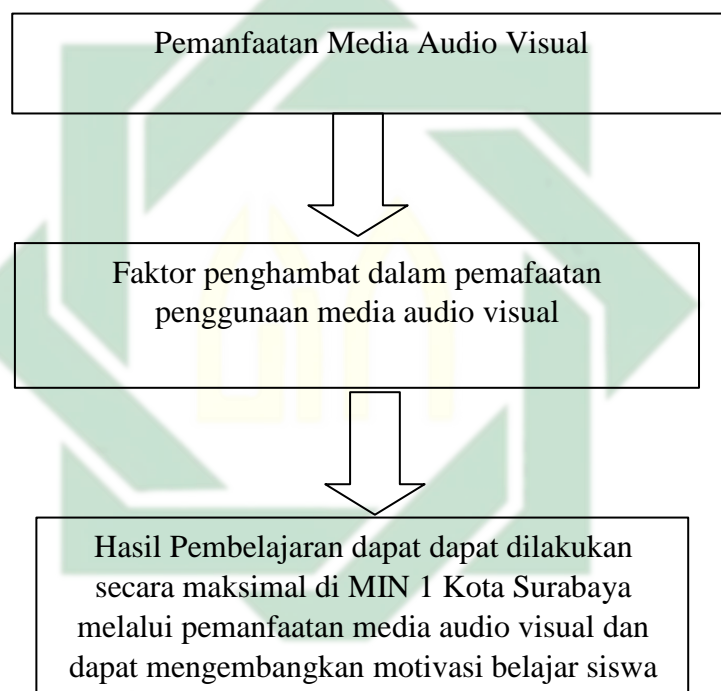 Pemanfaatan Media Audio Visual
Faktor penghambat dalam pemafaatan
penggunaan media audio visual
Hasil Pembelajaran dapat dapat dilakukan
secara maksimal di MIN 1 Kota Surabaya
melalui pemanfaatan media audio visual dan
dapat mengembangkan motivasi belajar siswa